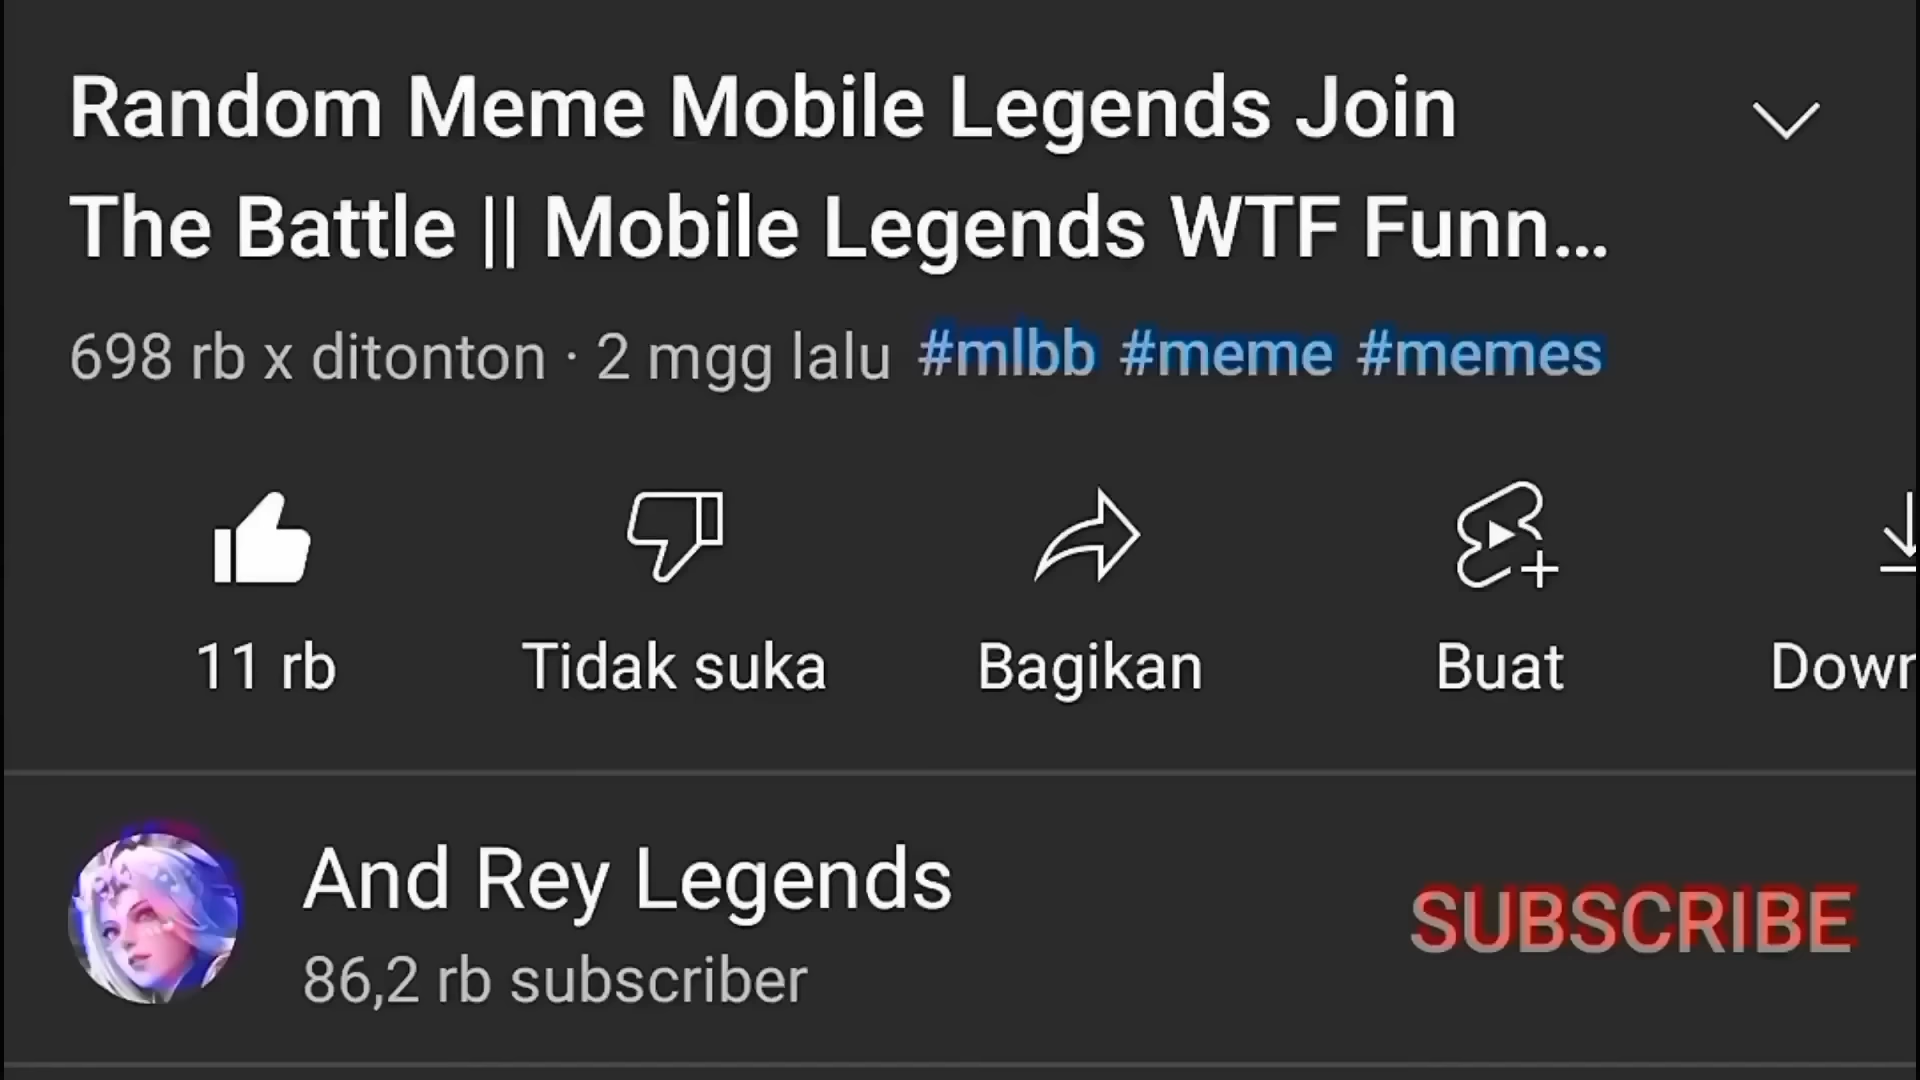 Random Meme Mobile Legends Join
The Battle || Mobile Legends WTF Funn...
698 rb x ditonton · 2 mgg lalu #mlbb #meme #memes
11 rb Tidak suka Bagikan Buat
And Rey Legends
SUBSCRIBE
86,2 rb subscriber